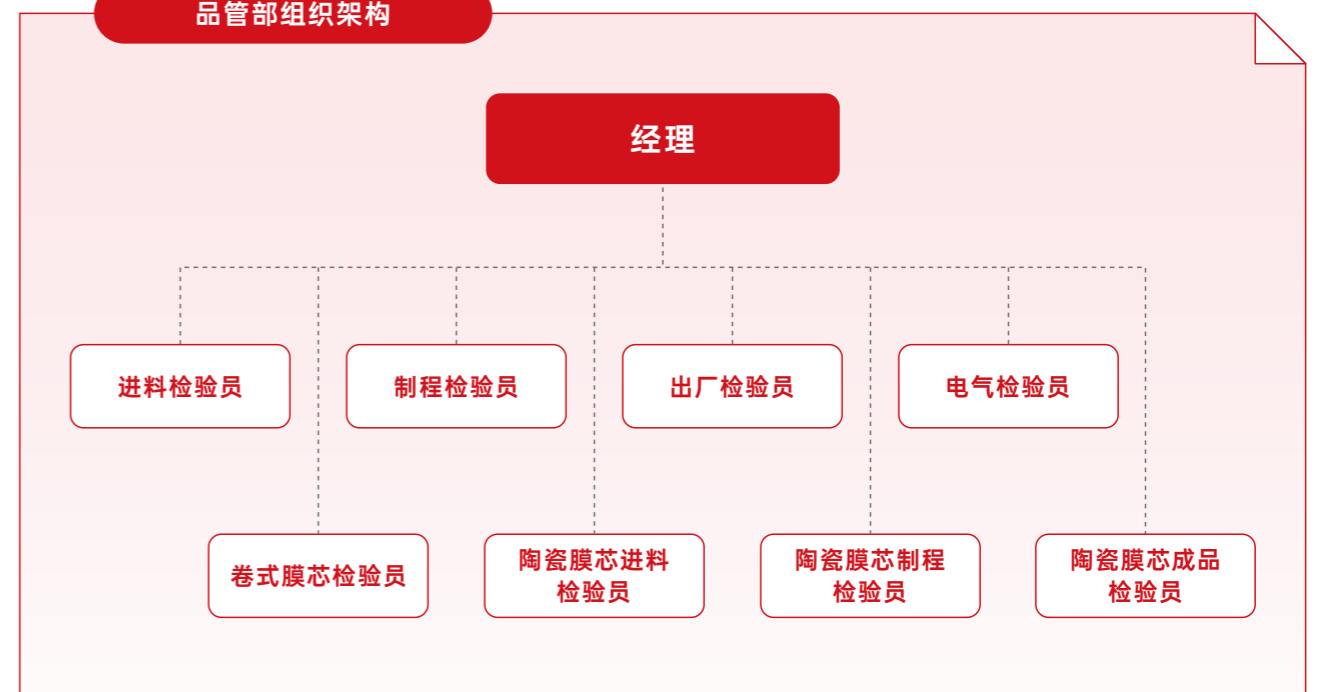 品管部组织架构
经理
进料检验员
制程检验员
出厂检验员
电气检验员
卷式膜芯检验员
陶瓷膜芯进料
检验员
陶瓷膜芯制程
检验员
陶瓷膜芯成品
检验员